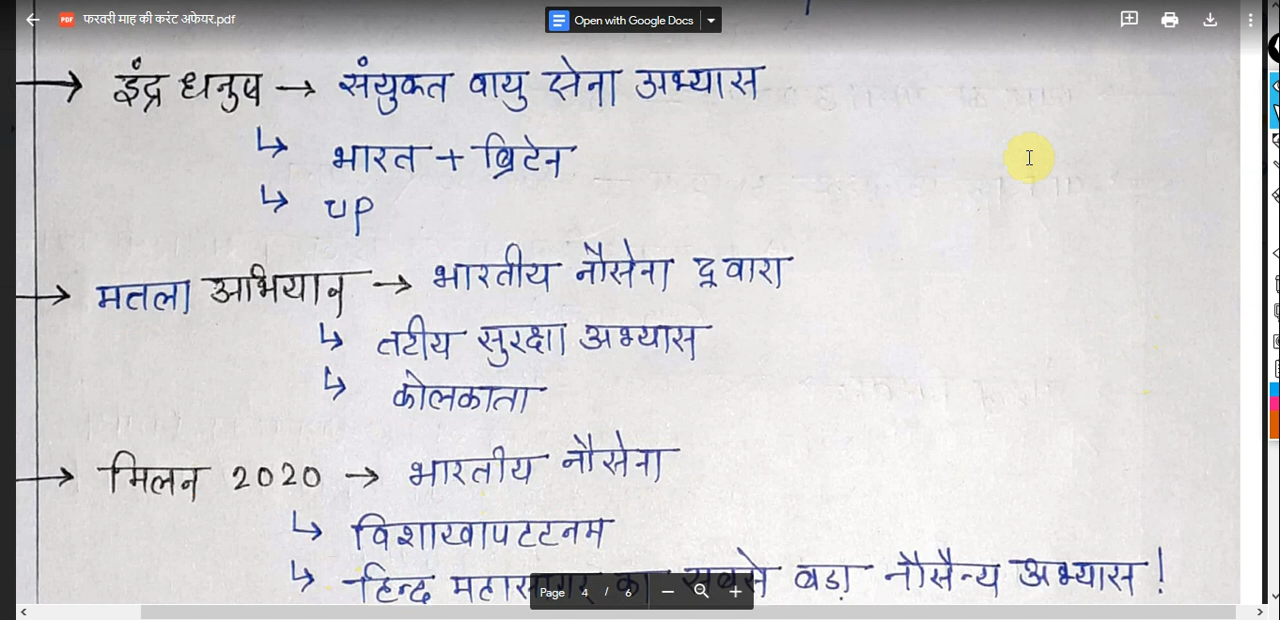 फरवरी माह की करंट अफेयर.pdf
Open with Google Docs
→ इंद्र धनुष → संयुक्त वायु सेना अभ्यास
↳ भारत + ब्रिटेन
↳ UP
→ मतला अभियान → भारतीय नौसेना द्वारा
↳ तटीय सुरक्षा अभ्यास
↳ कोलकाता
→ मिलन 2020 → भारतीय नौसेना
↳ विशाखापटटनम
↳ हिन्द महासागर का सबसे बड़ा नौसैन्य अभ्यास!
Page 4 / 6